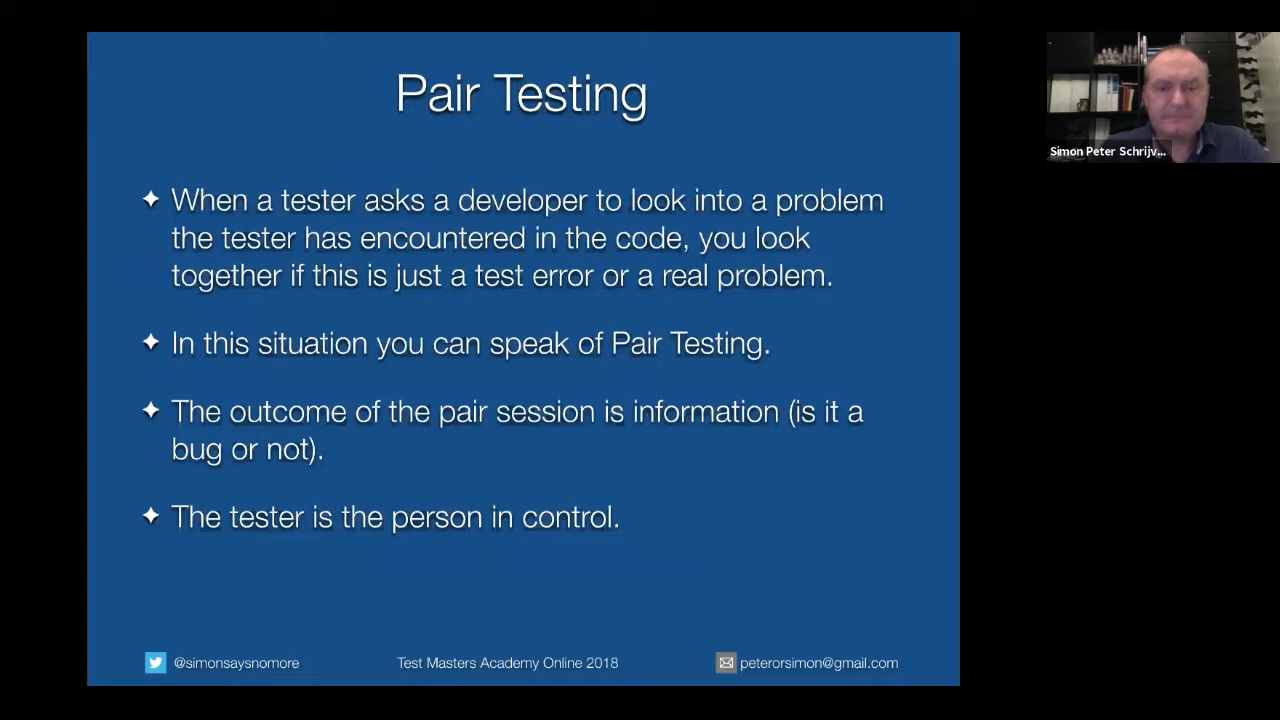 Pair Testing
✦ When a tester asks a developer to look into a problem
the tester has encountered in the code, you look
together if this is just a test error or a real problem.
✦ In this situation you can speak of Pair Testing.
✦ The outcome of the pair session is information (is it a
bug or not).
✦ The tester is the person in control.
@simonsaysnomore
Test Masters Academy Online 2018
peterorsimon@gmail.com
Simon Peter Schrijv...